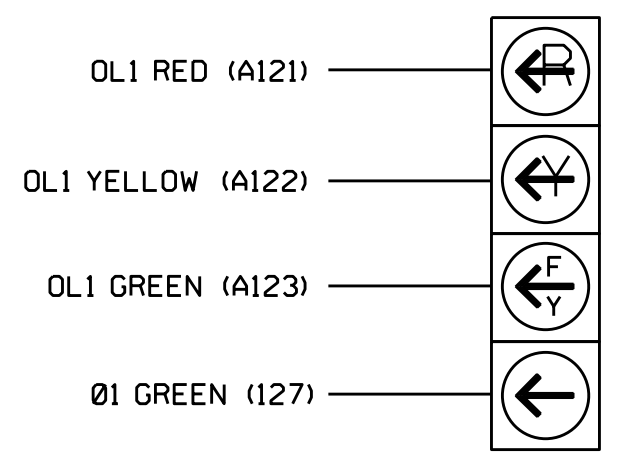 OL1 RED (A121)
R
OL1 YELLOW (A122)
Y
OL1 GREEN (A123)
F
Y
Ø1 GREEN (127)